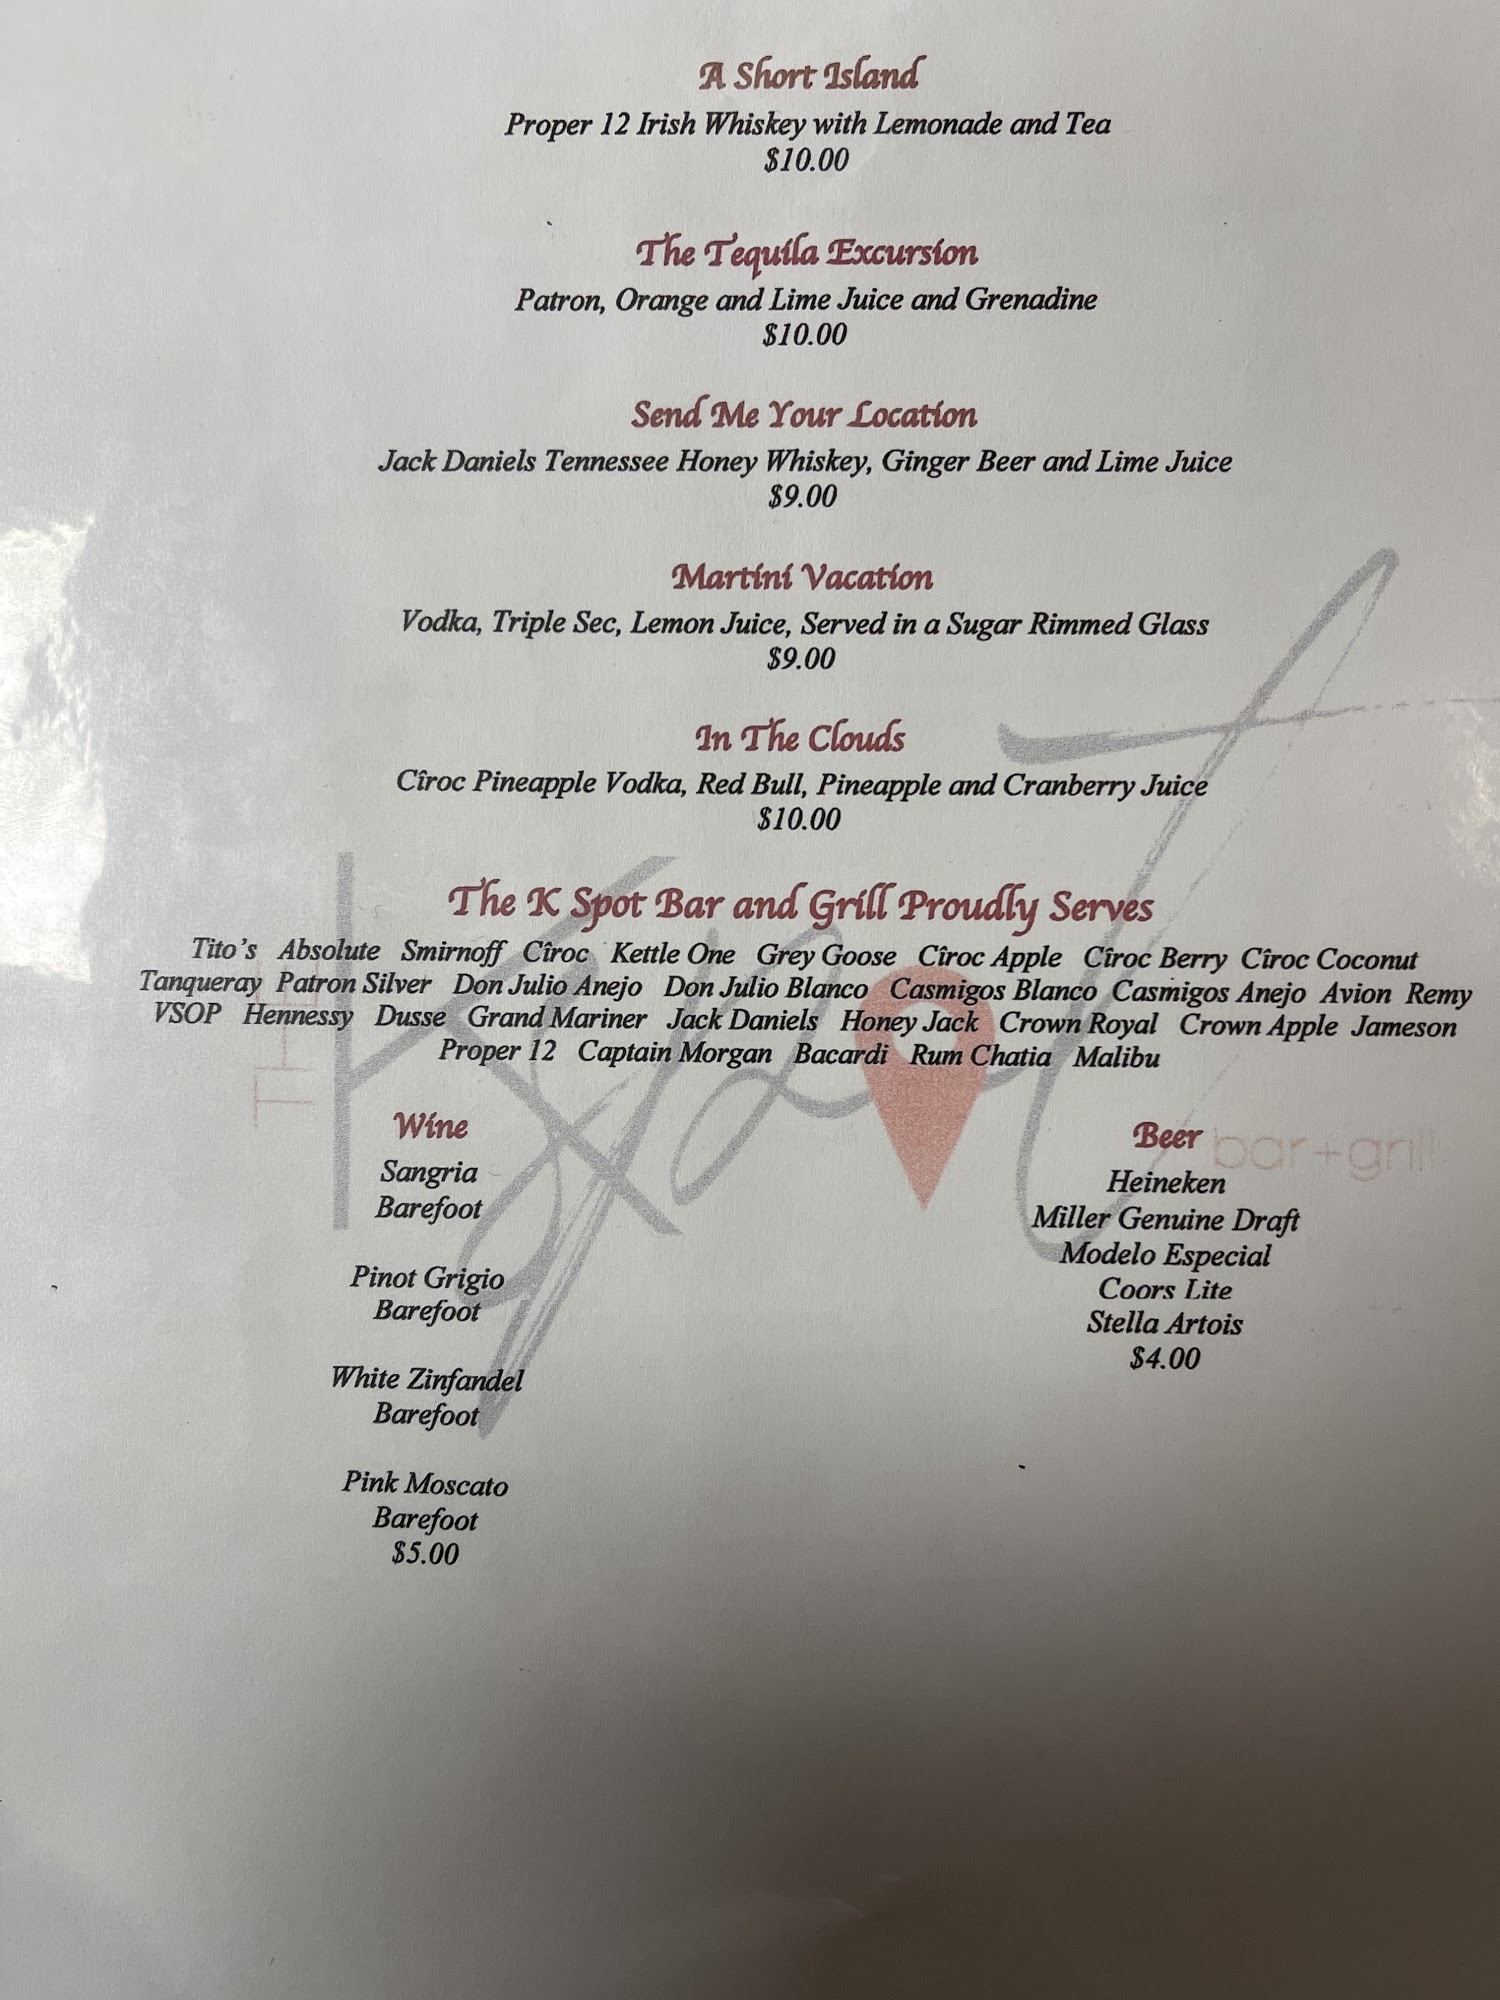 A Short Island
Proper 12 Irish Whiskey with Lemonade and Tea
$10.00
The Tequila Excursion
Patron, Orange and Lime Juice and Grenadine
$10.00
Send Me Your Location
Jack Daniels Tennessee Honey Whiskey, Ginger Beer and Lime Juice
$9.00
Martini Vacation
Vodka, Triple Sec, Lemon Juice, Served in a Sugar Rimmed Glass
$9.00
In The Clouds
Cîroc Pineapple Vodka, Red Bull, Pineapple and Cranberry Juice
$10.00
The K Spot Bar and Grill Proudly Serves
Tito's Absolute Smirnoff Cîroc Kettle One Grey Goose Cîroc Apple Cîroc Berry Cîroc Coconut
Tanqueray Patron Silver Don Julio Anejo Don Julio Blanco Casmigos Blanco Casmigos Anejo Avion Remy
VSOP Hennessy Dusse Grand Mariner Jack Daniels Honey Jack Crown Royal Crown Apple Jameson
Proper 12 Captain Morgan Bacardi Rum Chatia Malibu
THE
K Spot
bar+grill
Wine
Sangria
Barefoot
Pinot Grigio
Barefoot
White Zinfandel
Barefoot
Pink Moscato
Barefoot
$5.00
Beer
Heineken
Miller Genuine Draft
Modelo Especial
Coors Lite
Stella Artois
$4.00